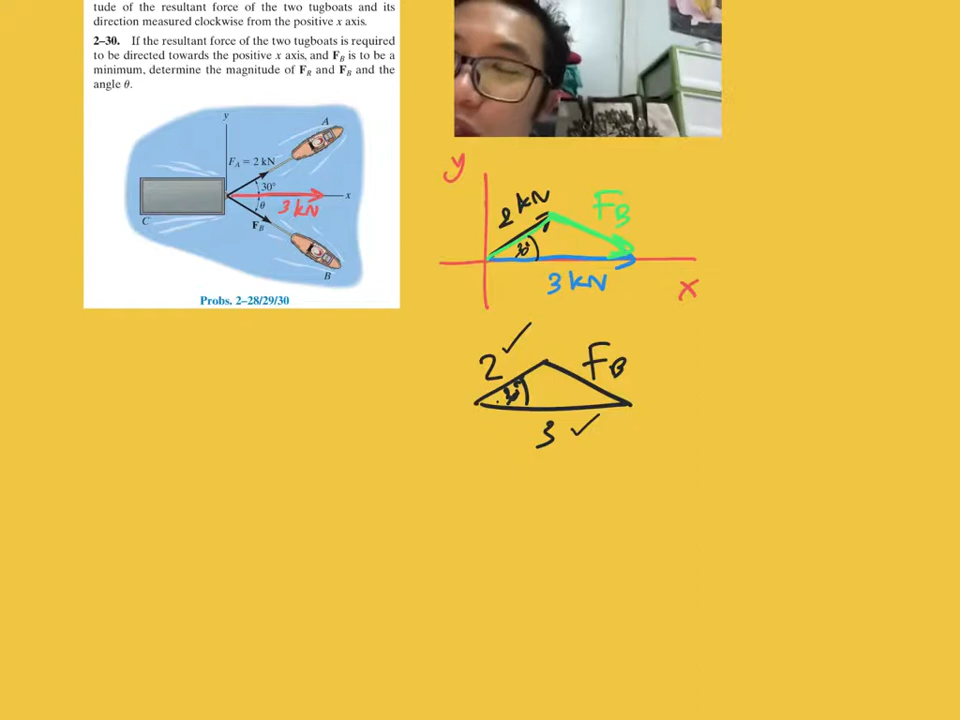 tude of the resultant force of the two tugboats and its
direction measured clockwise from the positive x axis.
2–30. If the resultant force of the two tugboats is required
to be directed towards the positive x axis, and F_B is to be a
minimum, determine the magnitude of F_R and F_B and the
angle θ.
y
A
F_A = 2 kN
30°
x
3 kN
θ
C
F_B
B
Probs. 2–28/29/30
y
2 kN
F_B
30°
3 kN
x
2
F_B
30°
3